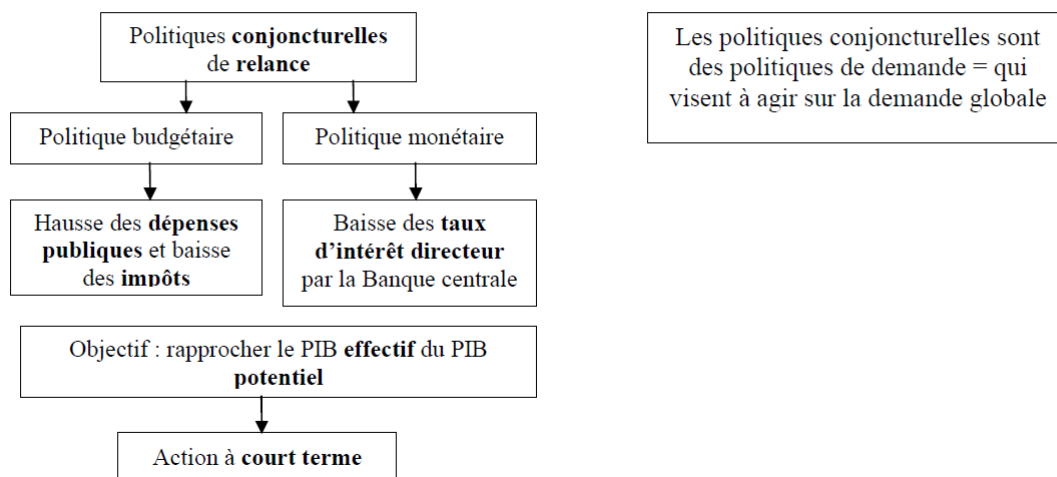 Politiques conjoncturelles
de relance
Les politiques conjoncturelles sont
des politiques de demande = qui
visent à agir sur la demande globale
Politique budgétaire
Politique monétaire
Hausse des dépenses
publiques et baisse
des impôts
Baisse des taux
d’intérêt directeur
par la Banque centrale
Objectif : rapprocher le PIB effectif du PIB
potentiel
Action à court terme